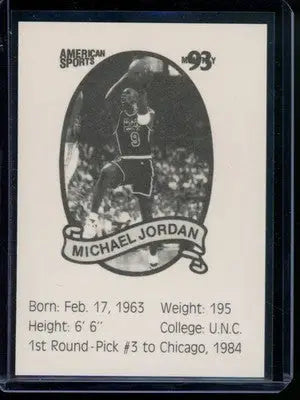 AMERICAN
SPORTS
MONTHLY 93
9
MICHAEL JORDAN
Born: Feb. 17, 1963 Weight: 195
Height: 6' 6" College: U.N.C.
1st Round-Pick #3 to Chicago, 1984